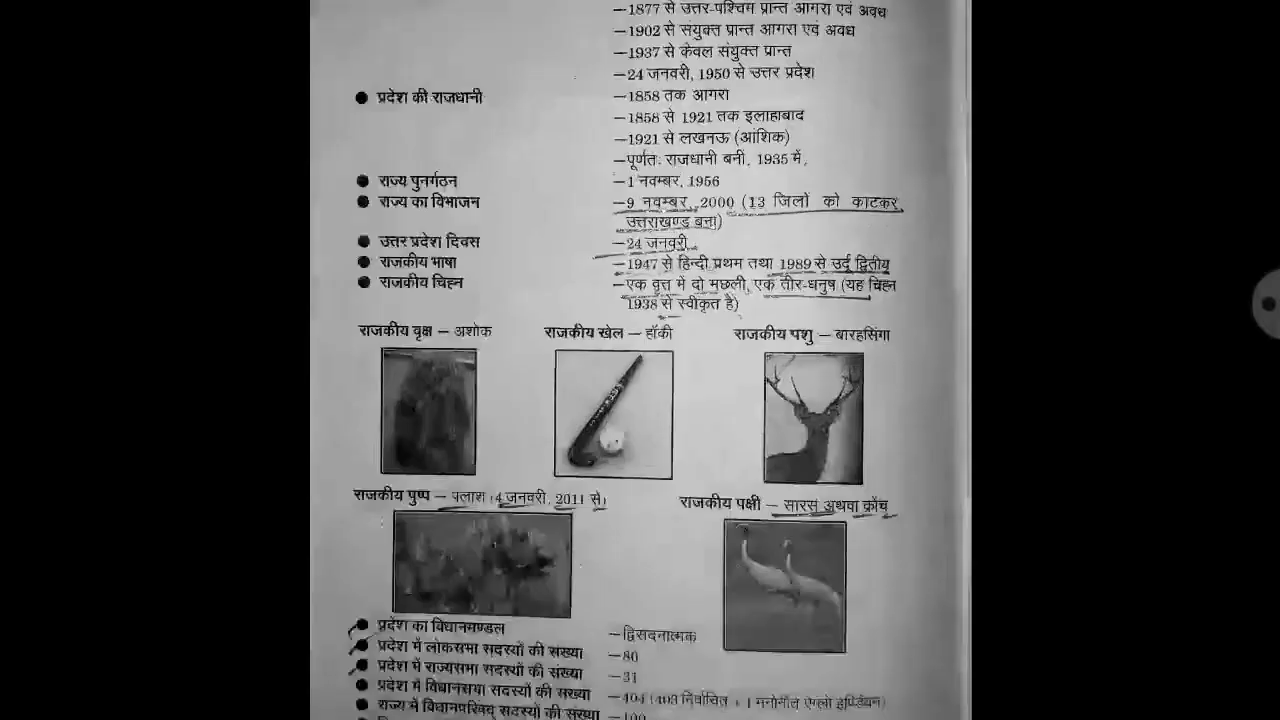 —1877 से उत्तर-पश्चिम प्रान्त आगरा एवं अवध
—1902 से संयुक्त प्रान्त आगरा एवं अवध
—1937 से केवल संयुक्त प्रान्त
—24 जनवरी, 1950 से उत्तर प्रदेश
● प्रदेश की राजधानी —1858 तक आगरा
—1858 से 1921 तक इलाहाबाद
—1921 से लखनऊ (आंशिक)
—पूर्णतः राजधानी बनी, 1935 में,
● राज्य पुनर्गठन —1 नवम्बर, 1956
● राज्य का विभाजन —9 नवम्बर, 2000 (13 जिलों को काटकर
उत्तराखण्ड बना)
● उत्तर प्रदेश दिवस —24 जनवरी
● राजकीय भाषा —1947 से हिन्दी प्रथम तथा 1989 से उर्दू द्वितीय
● राजकीय चिह्न —एक वृत्त में दो मछली, एक तीर-धनुष (यह चिह्न
1938 से स्वीकृत है)
राजकीय वृक्ष — अशोक राजकीय खेल — हॉकी राजकीय पशु — बारहसिंगा
राजकीय पुष्प — पलाश (4 जनवरी, 2011 से) राजकीय पक्षी — सारस अथवा क्रोंच
● प्रदेश का विधानमण्डल —द्विसदनात्मक
● प्रदेश में लोकसभा सदस्यों की संख्या —80
● प्रदेश में राज्यसभा सदस्यों की संख्या —31
● प्रदेश में विधानसभा सदस्यों की संख्या —404 (403 निर्वाचित + 1 मनोनीत ऐंग्लो इण्डियन)
● राज्य में विधानपरिषद् सदस्यों की संख्या —100